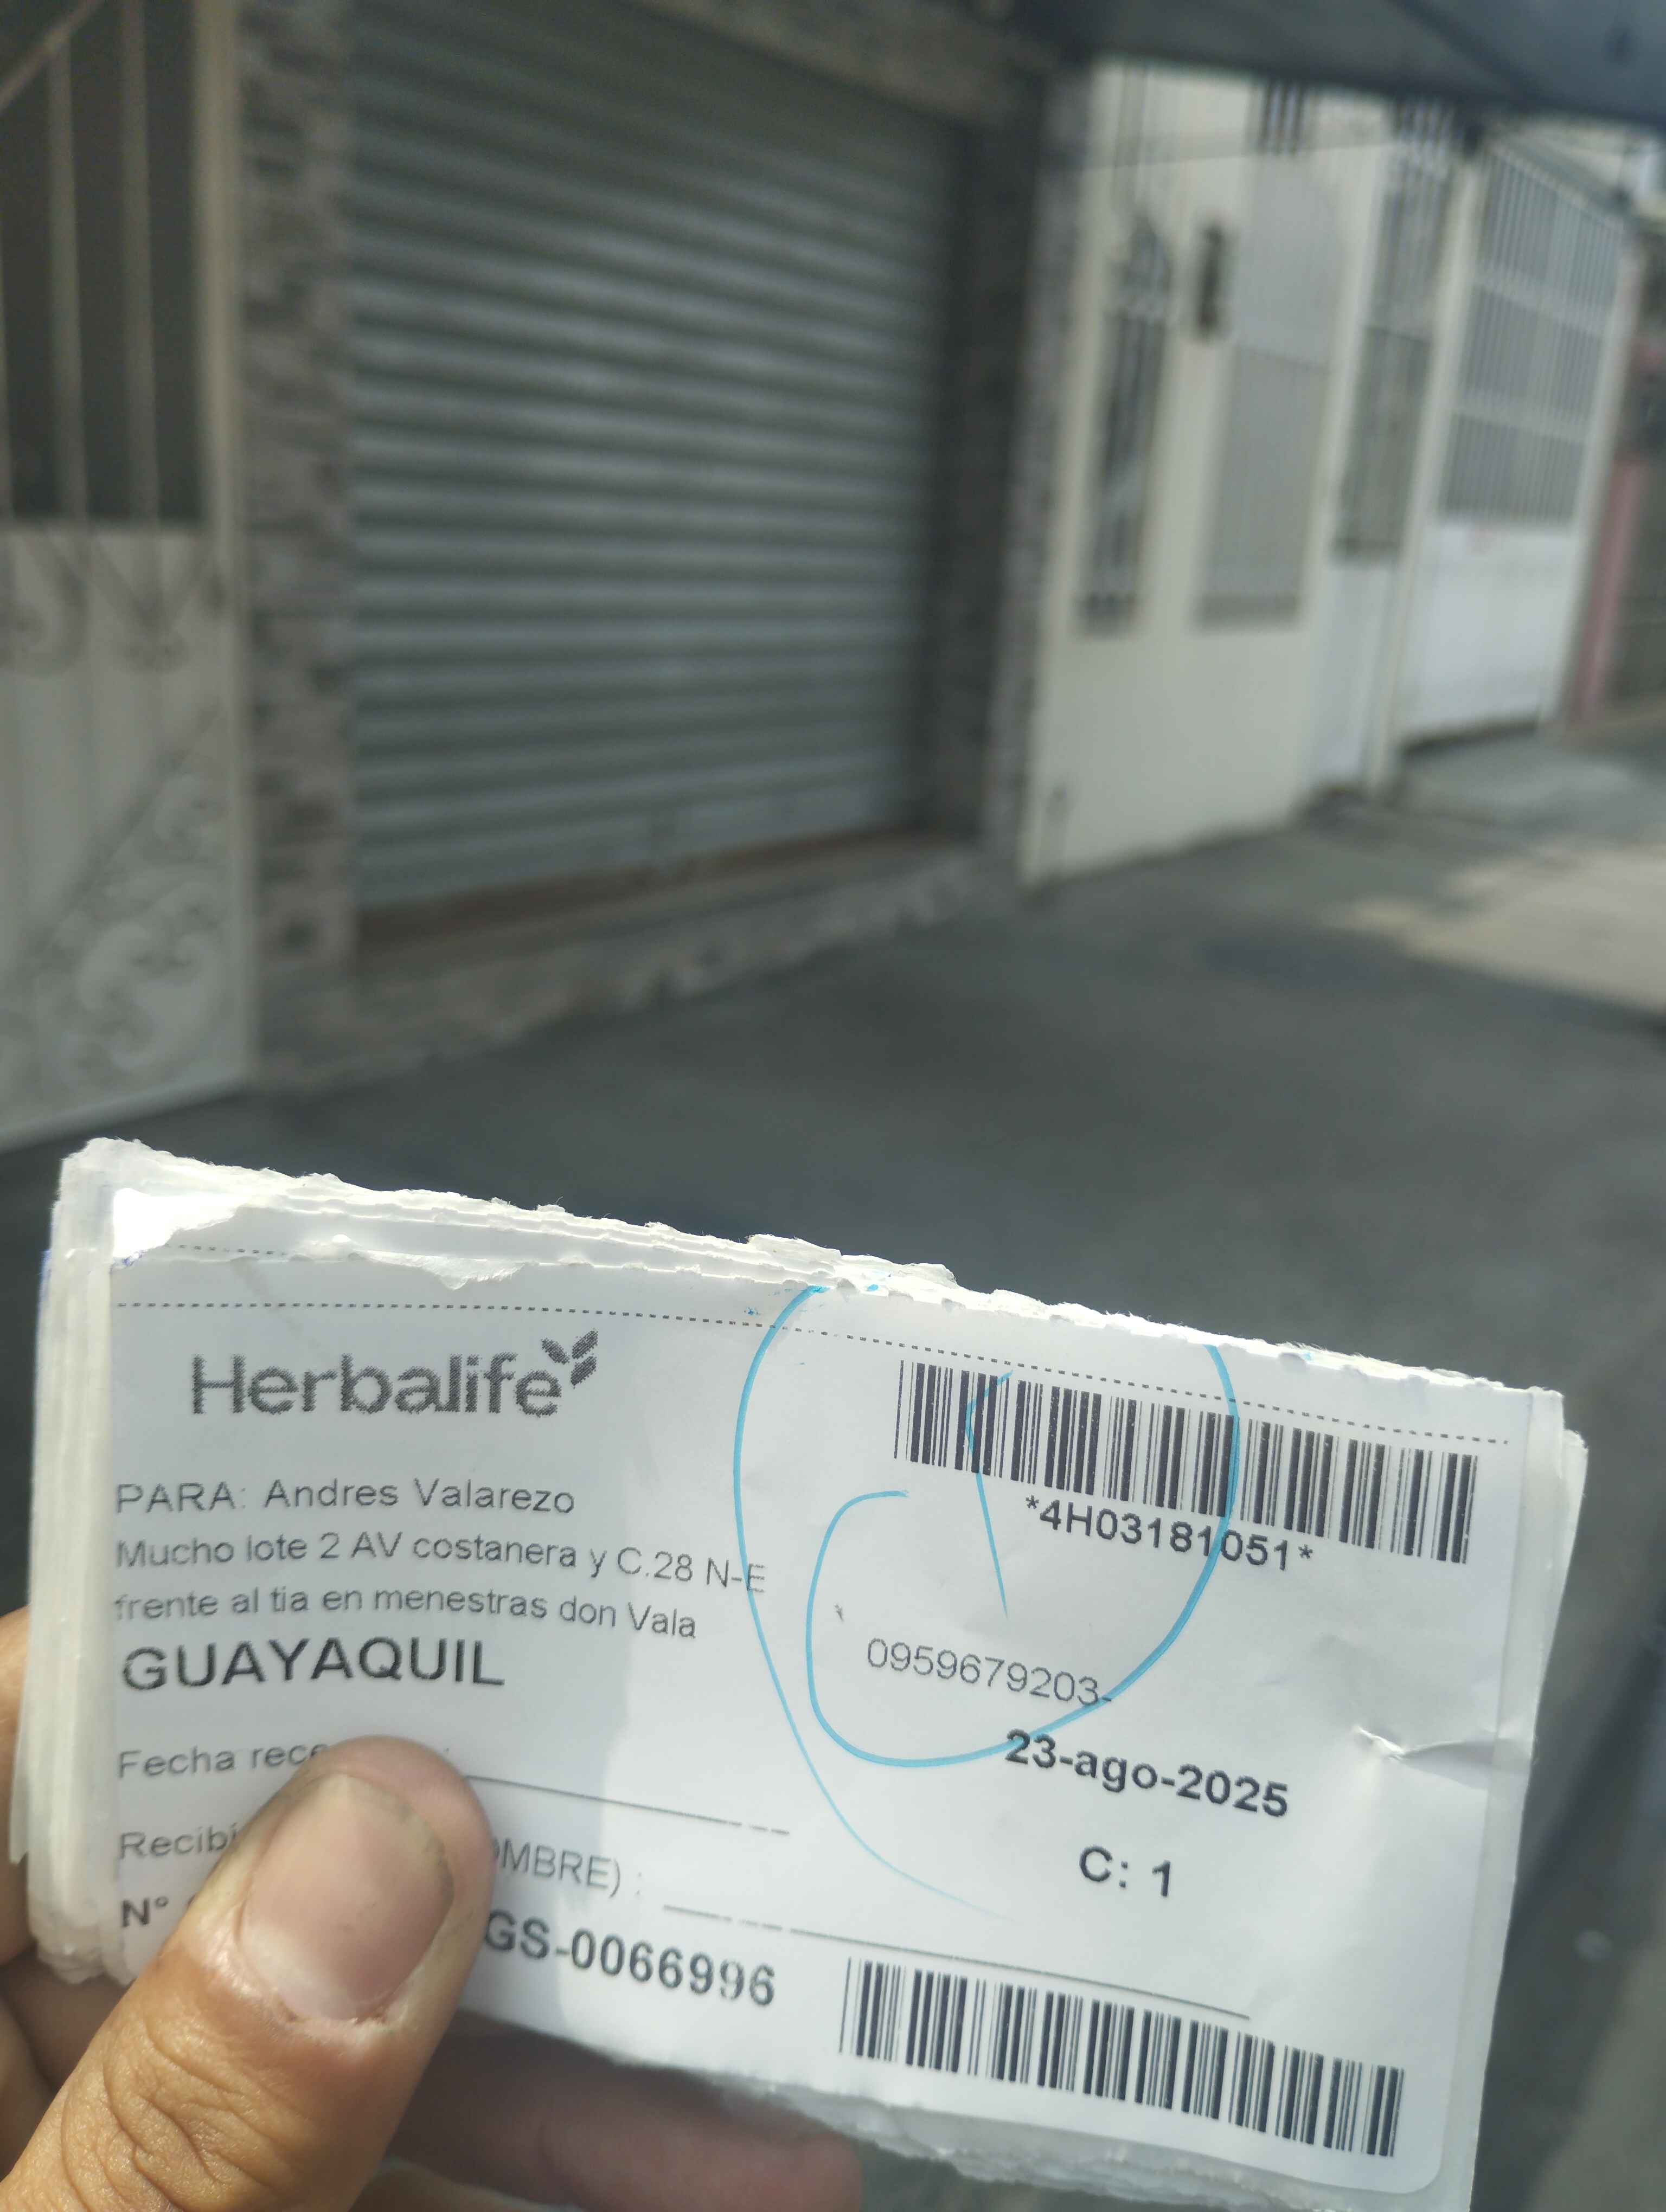 Herbalife
*4H03181051*
PARA: Andres Valarezo
Mucho lote 2 AV costanera y C.28 N-E
frente al tia en menestras don Vala
GUAYAQUIL
0959679203-
23-ago-2025
C: 1
Fecha
N°
GS-0066996